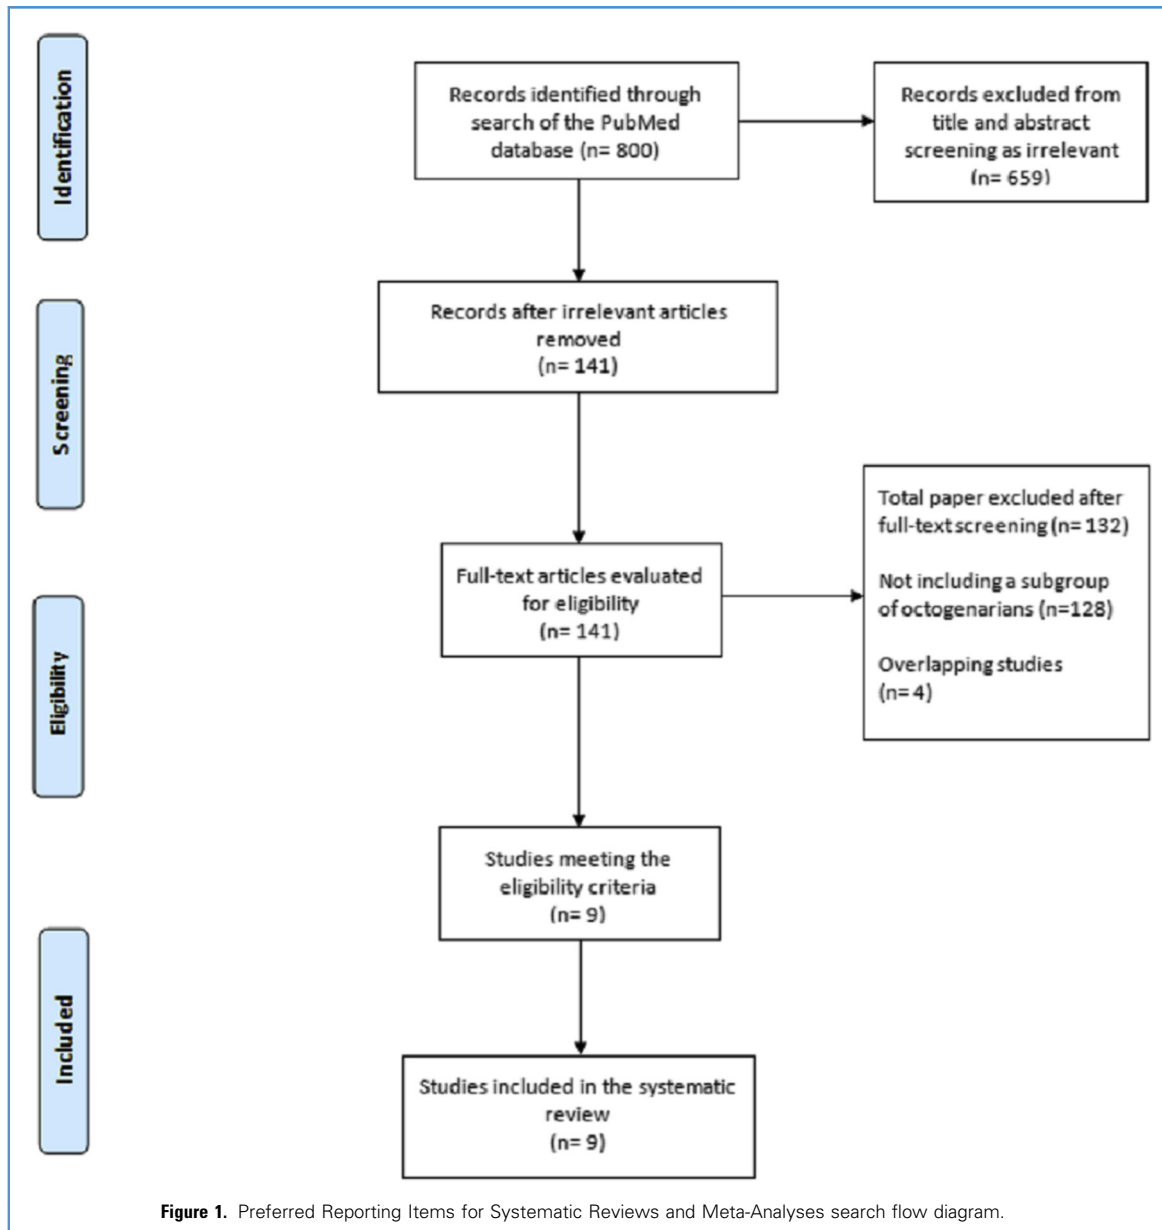 Identification
Records identified through
search of the PubMed
database (n= 800)
Records excluded from
title and abstract
screening as irrelevant
(n= 659)
Screening
Records after irrelevant articles
removed
(n= 141)
Eligibility
Full-text articles evaluated
for eligibility
(n= 141)
Total paper excluded after
full-text screening (n= 132)
Not including a subgroup
of octogenarians (n=128)
Overlapping studies
(n= 4)
Studies meeting the
eligibility criteria
(n= 9)
Included
Studies included in the systematic
review
(n= 9)
Figure 1. Preferred Reporting Items for Systematic Reviews and Meta-Analyses search flow diagram.